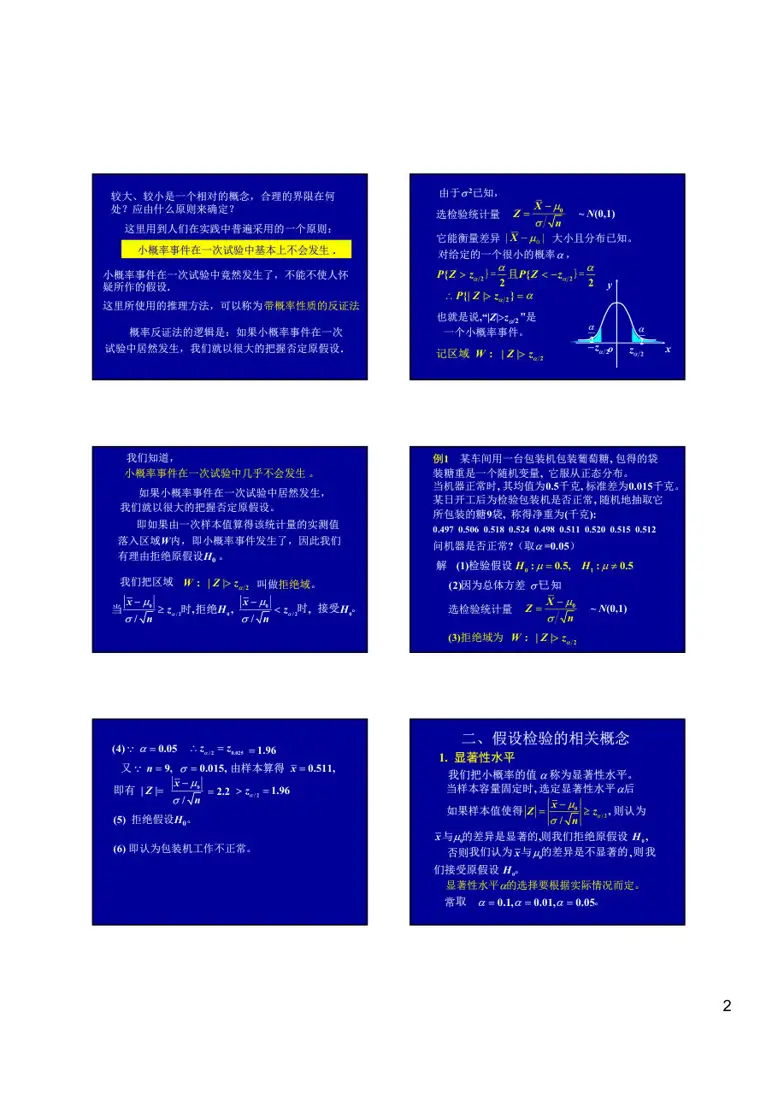 较大、较小是一个相对的概念，合理的界限在何
处？应由什么原则来确定？
这里用到人们在实践中普遍采用的一个原则：
小概率事件在一次试验中基本上不会发生 .
小概率事件在一次试验中竟然发生了，不能不使人怀
疑所作的假设.
这里所使用的推理方法，可以称为带概率性质的反证法
概率反证法的逻辑是：如果小概率事件在一次
试验中居然发生，我们就以很大的把握否定原假设.
由于σ²已知，
选检验统计量 Z = (X̄ − μ₀)/(σ/√n) ~ N(0,1)
它能衡量差异 | X̄ − μ₀ | 大小且分布已知。
对给定的一个很小的概率α，
P{Z > z_{α/2}} = α/2 且P{Z < −z_{α/2}} = α/2
∴ P{| Z |> z_{α/2}} = α
也就是说,“|Z|>z_{α/2}”是
一个小概率事件。
记区域 W： | Z |> z_{α/2}
y
α/2 α/2
−z_{α/2} o z_{α/2} x
我们知道，
小概率事件在一次试验中几乎不会发生 。
如果小概率事件在一次试验中居然发生，
我们就以很大的把握否定原假设。
即如果由一次样本值算得该统计量的实测值
落入区域W内，即小概率事件发生了，因此我们
有理由拒绝原假设H₀ 。
我们把区域 W： | Z |> z_{α/2} 叫做拒绝域。
当 |(x̄ − μ₀)/(σ/√n)| ≥ z_{α/2}时,拒绝H₀， |(x̄ − μ₀)/(σ/√n)| < z_{α/2}时，接受H₀。
例1 某车间用一台包装机包装葡萄糖, 包得的袋
装糖重是一个随机变量, 它服从正态分布。
当机器正常时, 其均值为0.5千克, 标准差为0.015千克。
某日开工后为检验包装机是否正常, 随机地抽取它
所包装的糖9袋, 称得净重为(千克):
0.497 0.506 0.518 0.524 0.498 0.511 0.520 0.515 0.512
问机器是否正常?（取α =0.05）
解 (1)检验假设 H₀ : μ = 0.5, H₁ : μ ≠ 0.5
(2)因为总体方差 σ²已知
选检验统计量 Z = (X̄ − μ₀)/(σ/√n) ~ N(0,1)
(3)拒绝域为 W： | Z |> z_{α/2}
(4)∵ α = 0.05 ∴ z_{α/2} = z_{0.025} = 1.96
又∵ n = 9, σ = 0.015, 由样本算得 x̄ = 0.511,
即有 | Z |= |(x̄ − μ₀)/(σ/√n)| = 2.2 > z_{α/2} = 1.96
(5) 拒绝假设H₀。
(6) 即认为包装机工作不正常。
二、假设检验的相关概念
1. 显著性水平
我们把小概率的值 α 称为显著性水平。
当样本容量固定时, 选定显著性水平α后
如果样本值使得|Z| = |(x̄ − μ₀)/(σ/√n)| ≥ z_{α/2}, 则认为
x̄与μ₀的差异是显著的,则我们拒绝原假设 H₀,
否则我们认为x̄与μ₀的差异是不显著的 ,则我
们接受原假设 H₀。
显著性水平α的选择要根据实际情况而定。
常取 α = 0.1, α = 0.01, α = 0.05。
2